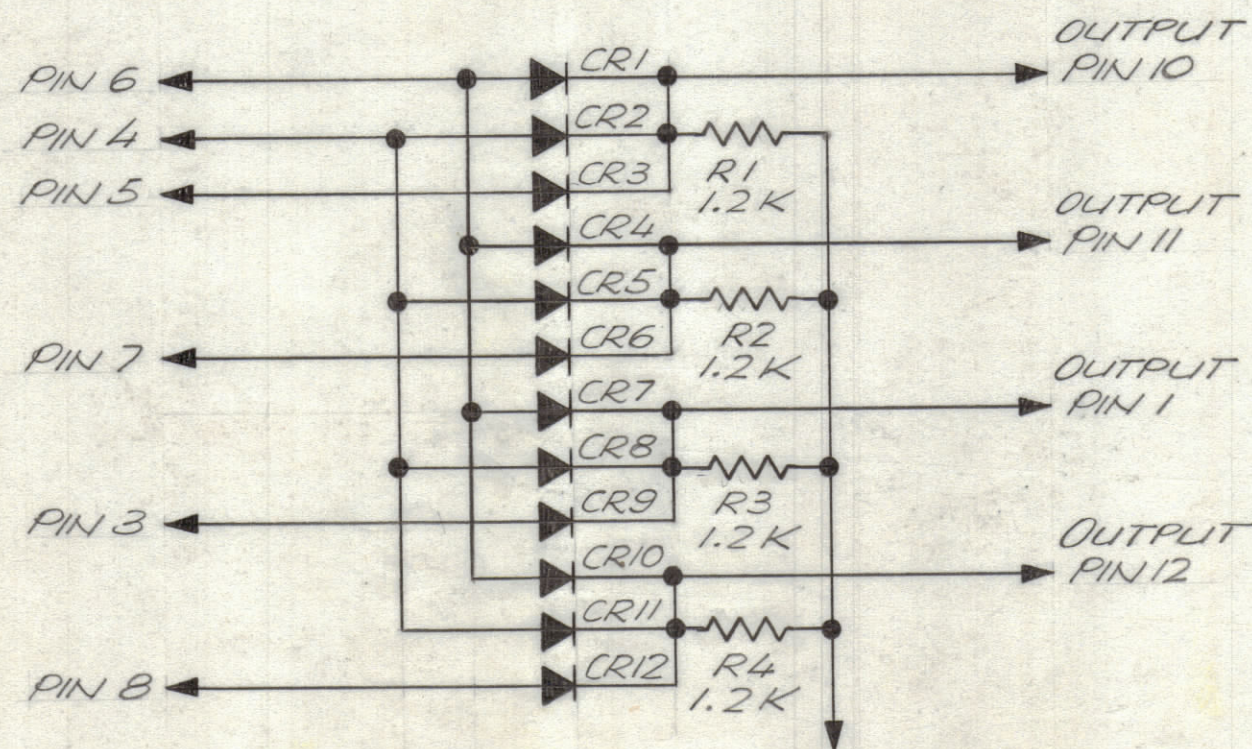 OUTPUT
PIN 10
PIN 6
CR1
PIN 4
CR2
PIN 5
CR3
R1
1.2K
OUTPUT
PIN 11
CR4
CR5
PIN 7
CR6
R2
1.2K
OUTPUT
PIN 1
CR7
CR8
PIN 3
CR9
R3
1.2K
OUTPUT
PIN 12
CR10
CR11
PIN 8
CR12
R4
1.2K